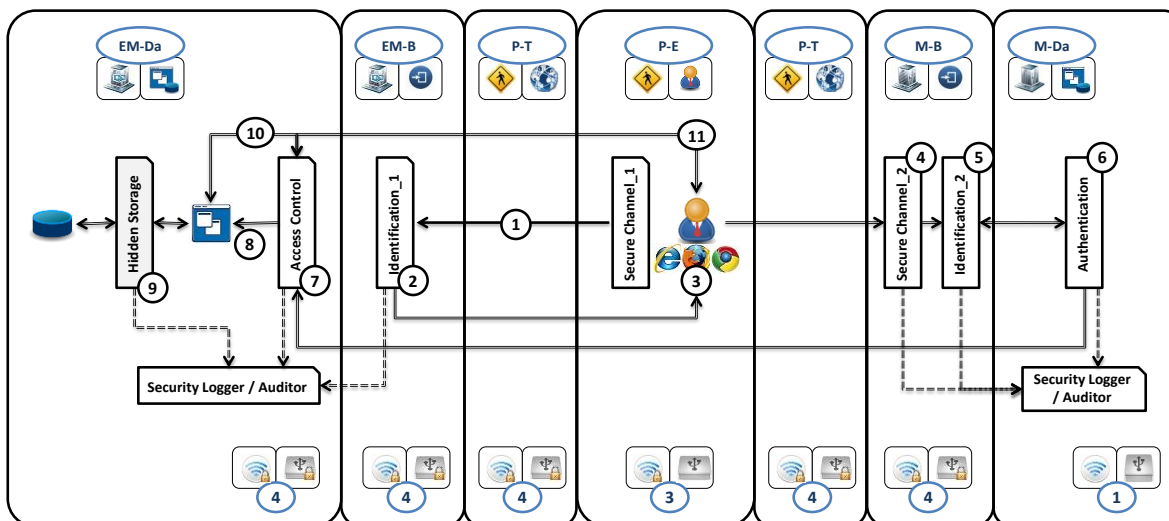 EM-Da
EM-B
P-T
P-E
P-T
M-B
M-Da
10
11
4
5
6
Hidden Storage
Access Control
Identification_1
Secure Channel_1
Secure Channel_2
Identification_2
Authentication
1
8
9
7
2
3
Security Logger / Auditor
Security Logger
/ Auditor
4
4
4
3
4
4
1